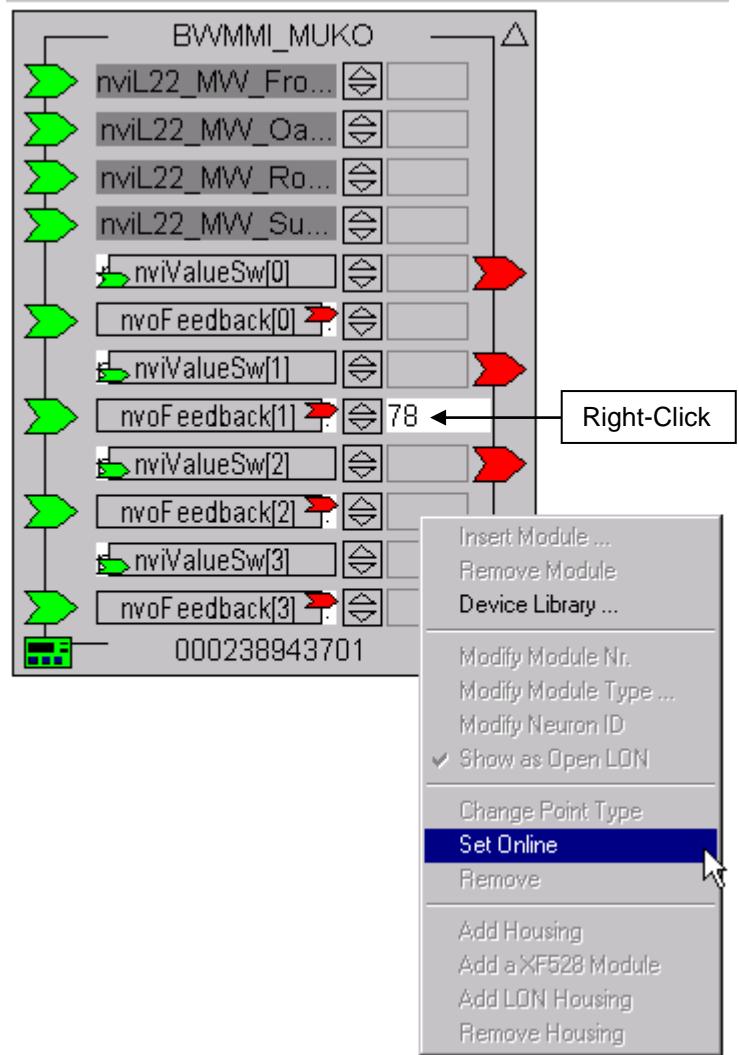 BWMMI_MUKO
nviL22_MW_Fro...
nviL22_MW_Oa...
nviL22_MW_Ro...
nviL22_MW_Su...
nviValueSw[0]
nvoFeedback[0]
nviValueSw[1]
nvoFeedback[1] 78
Right-Click
nviValueSw[2]
nvoFeedback[2]
nviValueSw[3]
nvoFeedback[3]
000238943701
Insert Module ...
Remove Module
Device Library ...
Modify Module Nr.
Modify Module Type ...
Modify Neuron ID
Show as Open LON
Change Point Type
Set Online
Remove
Add Housing
Add a XF528 Module
Add LON Housing
Remove Housing